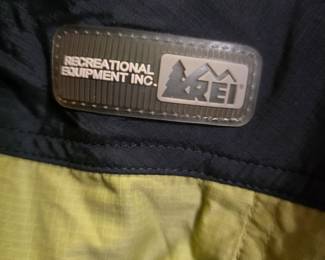 RECREATIONAL
EQUIPMENT INC.
REI